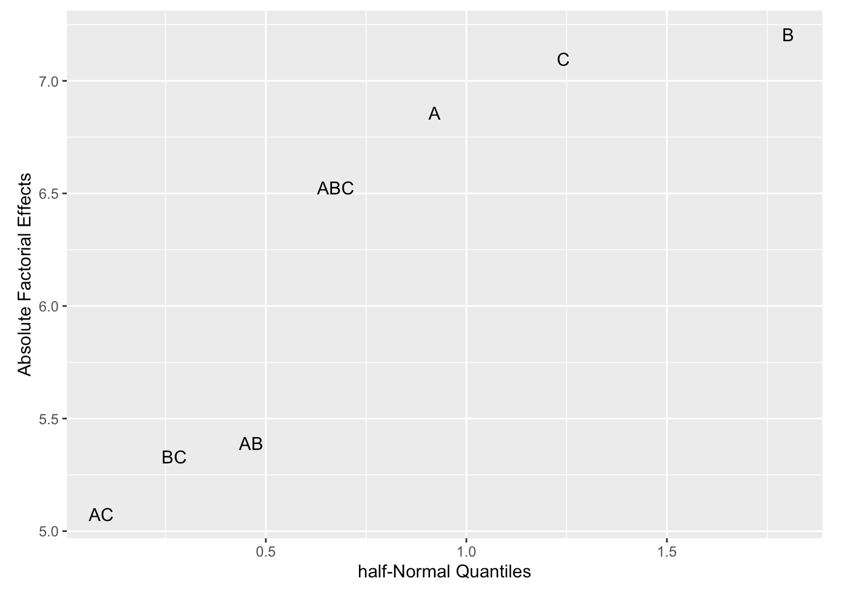 B
C
7.0
A
ABC
6.5
Absolute Factorial Effects
6.0
5.5
AB
BC
AC
5.0
0.5 1.0 1.5
half-Normal Quantiles